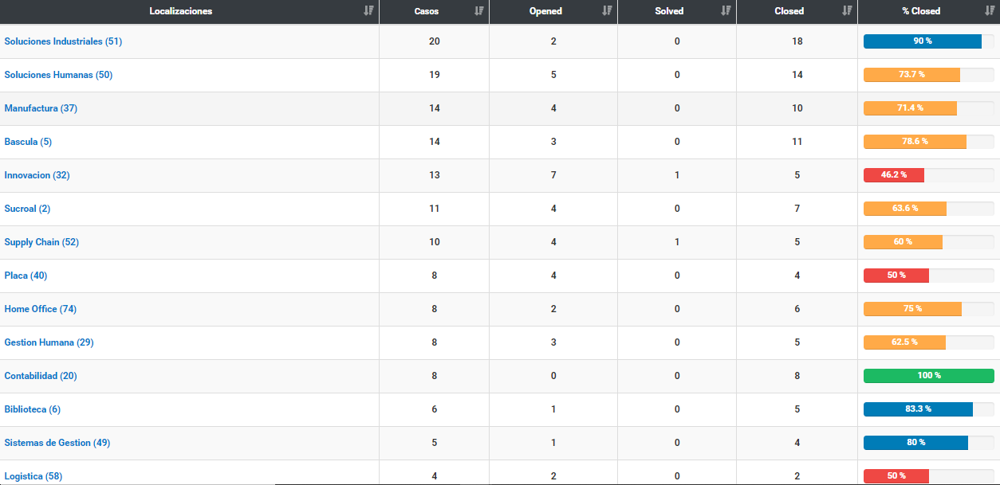 Localizaciones Casos Opened Solved Closed % Closed
Soluciones Industriales (51) 20 2 0 18 90 %
Soluciones Humanas (50) 19 5 0 14 73.7 %
Manufactura (37) 14 4 0 10 71.4 %
Bascula (5) 14 3 0 11 78.6 %
Innovacion (32) 13 7 1 5 46.2 %
Sucroal (2) 11 4 0 7 63.6 %
Supply Chain (52) 10 4 1 5 60 %
Placa (40) 8 4 0 4 50 %
Home Office (74) 8 2 0 6 75 %
Gestion Humana (29) 8 3 0 5 62.5 %
Contabilidad (20) 8 0 0 8 100 %
Biblioteca (6) 6 1 0 5 83.3 %
Sistemas de Gestion (49) 5 1 0 4 80 %
Logistica (58) 4 2 0 2 50 %